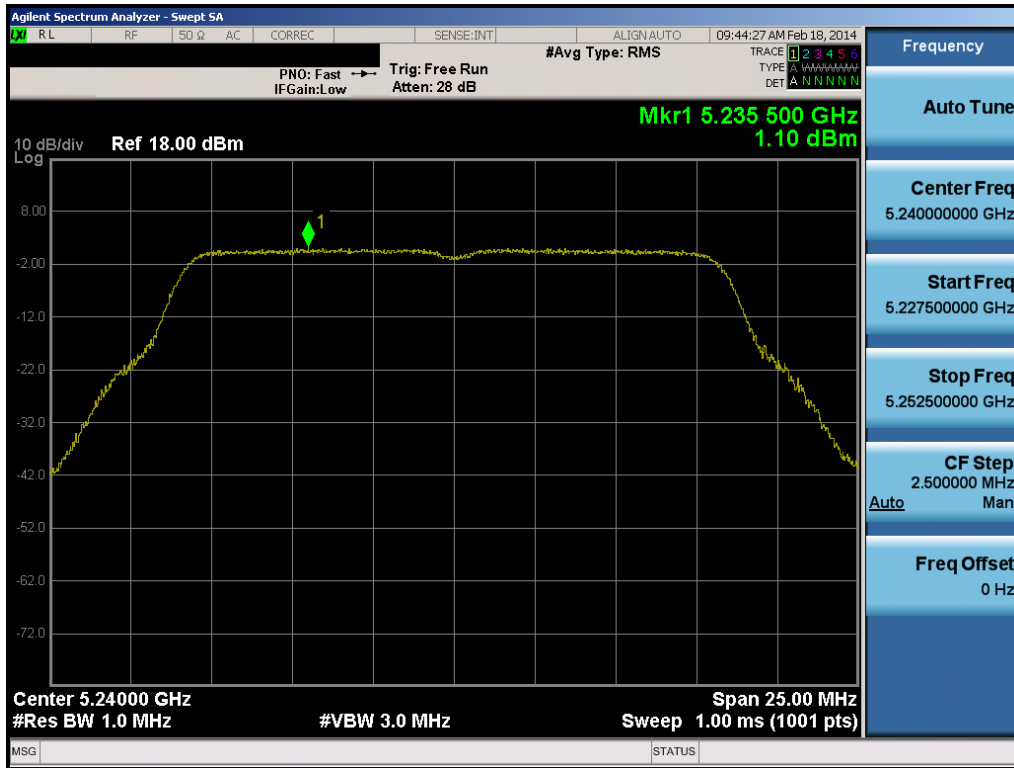 Agilent Spectrum Analyzer - Swept SA
LXI RL RF 50 Ω AC CORREC SENSE:INT ALIGN AUTO 09:44:27 AM Feb 18, 2014
#Avg Type: RMS
TRACE 1 2 3 4 5 6
PNO: Fast Trig: Free Run
TYPE A WWWWW
IFGain:Low Atten: 28 dB
DET A N N N N N
Mkr1 5.235 500 GHz
1.10 dBm
10 dB/div Ref 18.00 dBm
Log
1
8.00
-2.00
-12.0
-22.0
-32.0
-42.0
-52.0
-62.0
-72.0
Center 5.24000 GHz Span 25.00 MHz
#Res BW 1.0 MHz #VBW 3.0 MHz Sweep 1.00 ms (1001 pts)
MSG STATUS
Frequency
Auto Tune
Center Freq
5.240000000 GHz
Start Freq
5.227500000 GHz
Stop Freq
5.252500000 GHz
CF Step
2.500000 MHz
Auto Man
Freq Offset
0 Hz